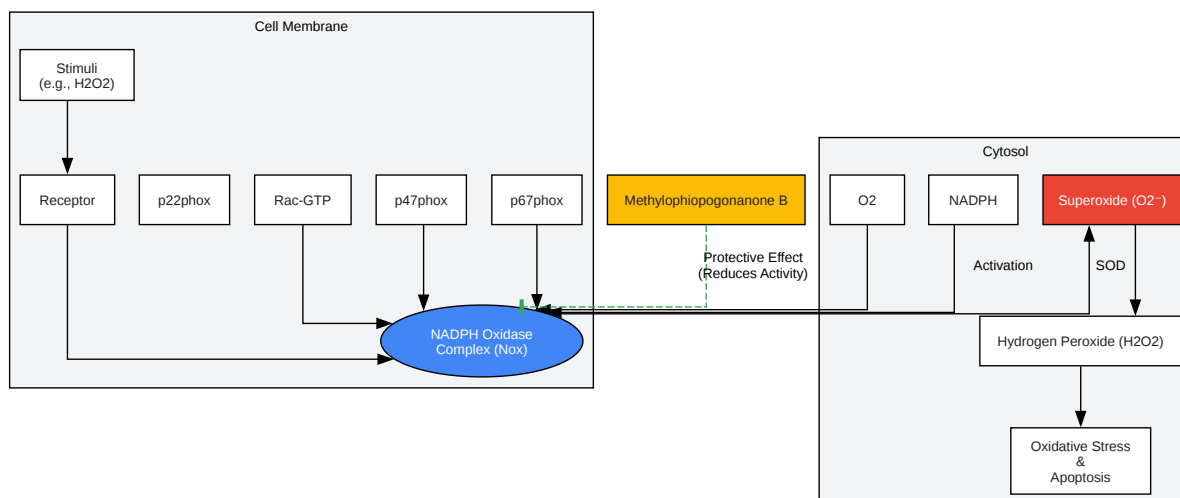 Cell Membrane
Stimuli
(e.g., H2O2)
Cytosol
Receptor
p22phox
Rac-GTP
p47phox
p67phox
Methylophiopogonanone B
O2
NADPH
Superoxide (O2⁻)
Protective Effect
(Reduces Activity)
Activation
SOD
NADPH Oxidase
Complex (Nox)
Hydrogen Peroxide (H2O2)
Oxidative Stress
&
Apoptosis